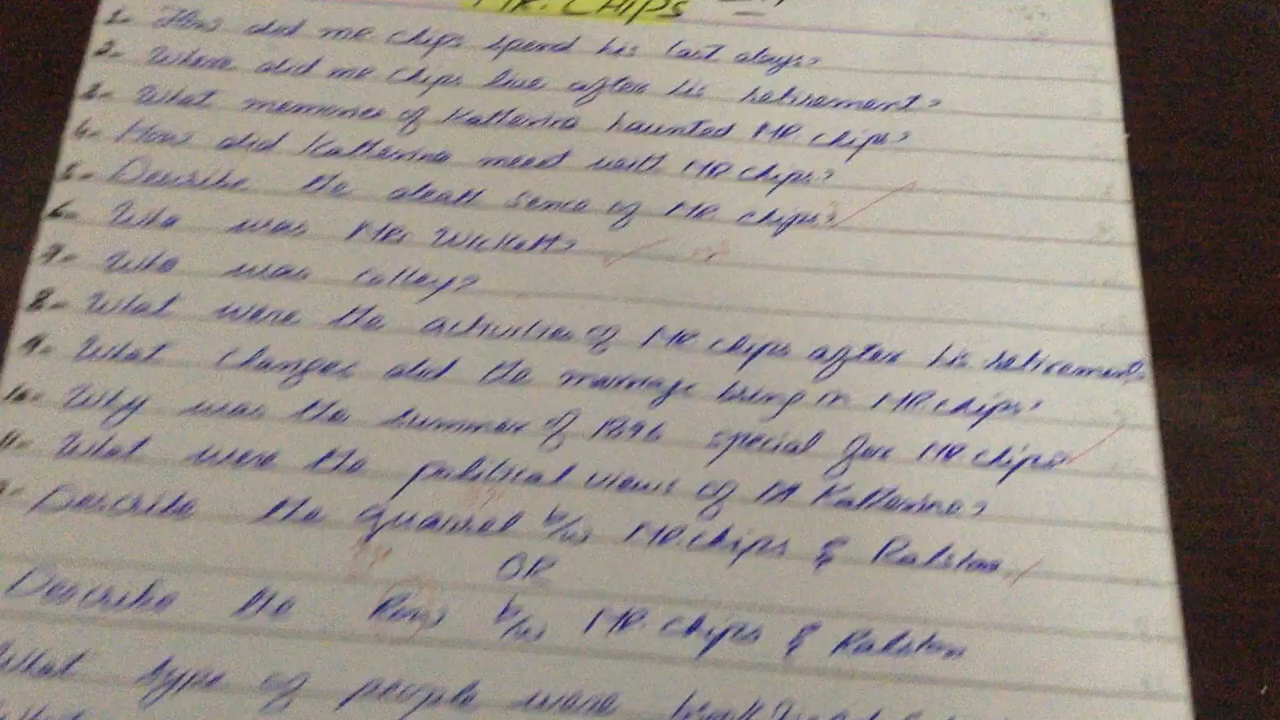 MR. CHIPS
1- How did MR chips spend his last days?
2- Where did MR chips live after his retirement?
3- What memories of Katherine haunted MR. chips?
4- How did Katherine meet with MR chips?
5- Describe the death sence of MR. chips?
6- Who was MRs Wickett?
7- Who was colley?
8- What were the activities of MR chips after his retirement?
9- What changes did the marriage bring in MR. chips?
10- Why was the summer of 1896 special for MR chips
11- What were the political views of Katherine?
Describe the quarrel b/w MR. chips & Ralston
OR
Describe the Row b/w MR. chips & Ralston
What type of people were